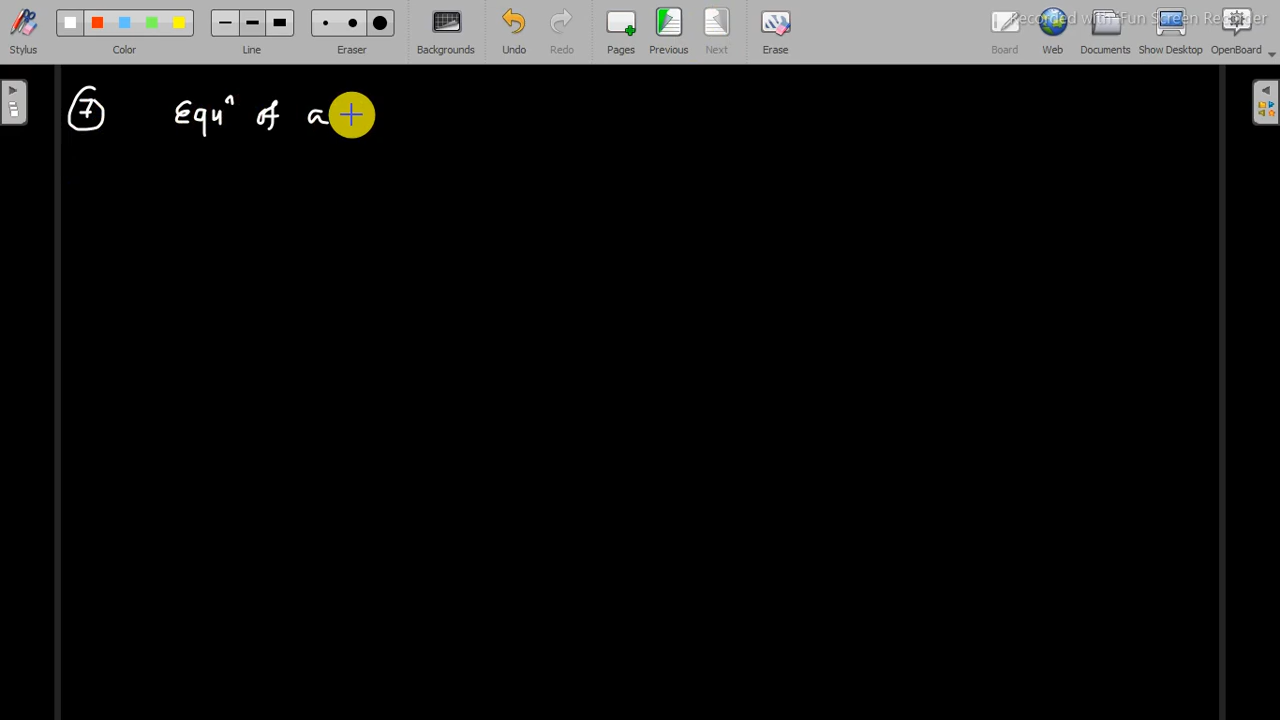 Recorded with Fun Screen Recorder
Stylus Color Line Eraser Backgrounds Undo Redo Pages Previous Next Erase Board Web Documents Show Desktop OpenBoard
7 Equⁿ of a